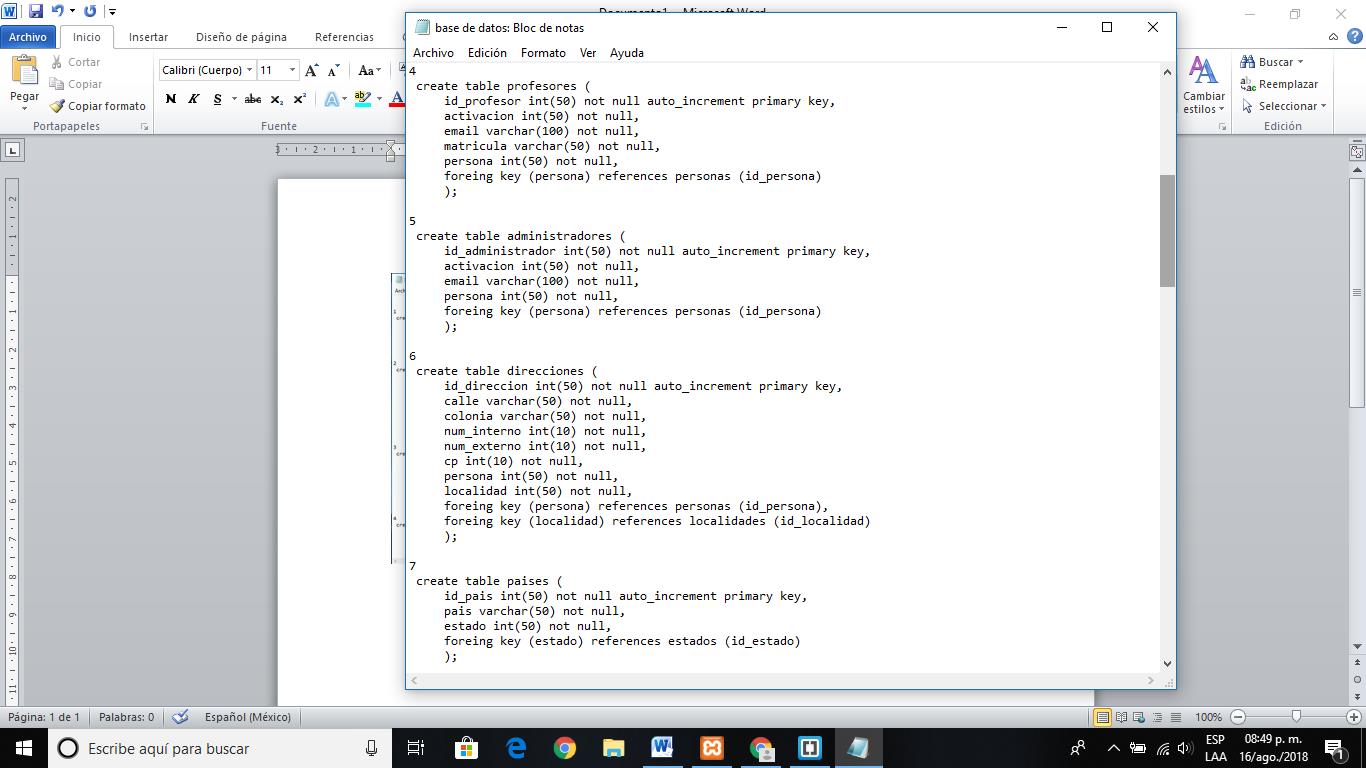 Archivo
Inicio
Insertar
Diseño de página
Referencias
Pegar
Cortar
Copiar
Copiar formato
Portapapeles
Calibri (Cuerpo)
11
Aa
N K S abc x₂ x²
Fuente
Cambiar
estilos
Buscar
Reemplazar
Seleccionar
Edición
base de datos: Bloc de notas
Archivo Edición Formato Ver Ayuda
4
create table profesores (
id_profesor int(50) not null auto_increment primary key,
activacion int(50) not null,
email varchar(100) not null,
matricula varchar(50) not null,
persona int(50) not null,
foreing key (persona) references personas (id_persona)
);
5
create table administradores (
id_administrador int(50) not null auto_increment primary key,
activacion int(50) not null,
email varchar(100) not null,
persona int(50) not null,
foreing key (persona) references personas (id_persona)
);
6
create table direcciones (
id_direccion int(50) not null auto_increment primary key,
calle varchar(50) not null,
colonia varchar(50) not null,
num_interno int(10) not null,
num_externo int(10) not null,
cp int(10) not null,
persona int(50) not null,
localidad int(50) not null,
foreing key (persona) references personas (id_persona),
foreing key (localidad) references localidades (id_localidad)
);
7
create table paises (
id_pais int(50) not null auto_increment primary key,
pais varchar(50) not null,
estado int(50) not null,
foreing key (estado) references estados (id_estado)
);
Página: 1 de 1
Palabras: 0
Español (México)
100%
Escribe aquí para buscar
ESP
LAA
08:49 p. m.
16/ago./2018